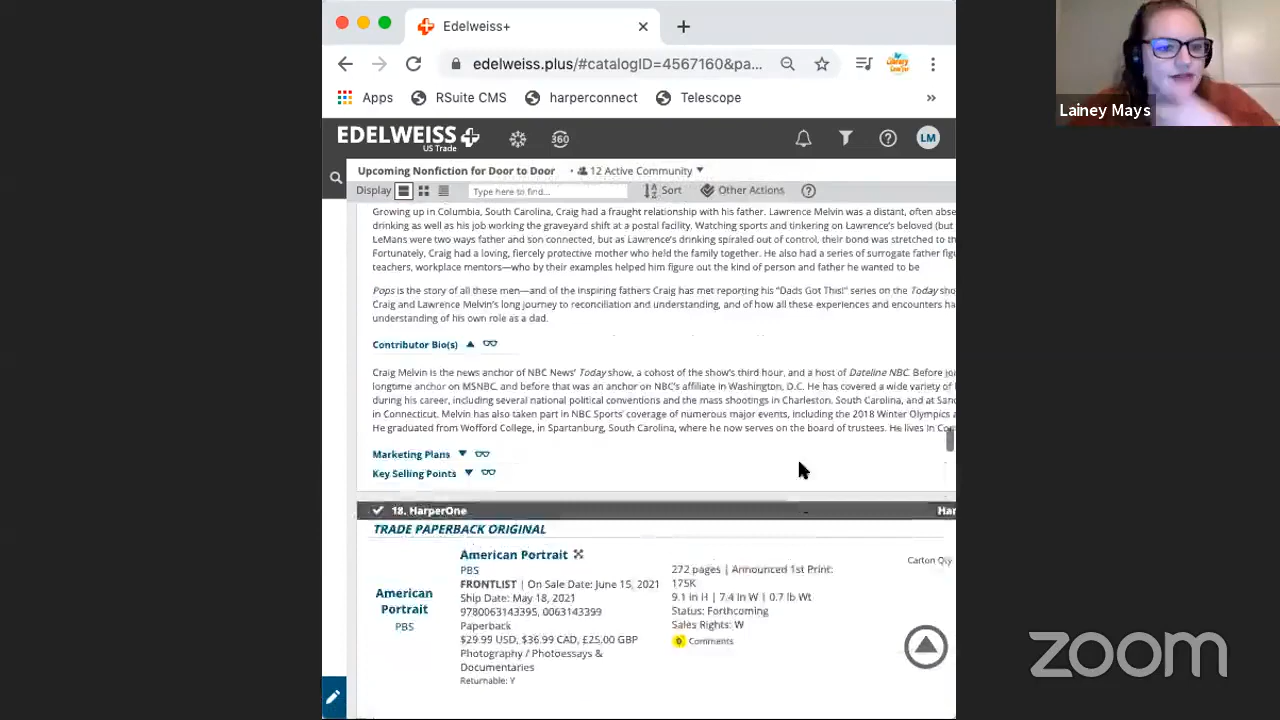 Edelweiss+
edelweiss.plus/#catalogID=4567160&pa...
Apps RSuite CMS harperconnect Telescope »
EDELWEISS
US Trade
360
LM
Upcoming Nonfiction for Door to Door • 12 Active Community
Display Type here to find... Sort Other Actions
Growing up in Columbia, South Carolina, Craig had a fraught relationship with his father. Lawrence Melvin was a distant, often abse
drinking as well as his job working the graveyard shift at a postal facility. Watching sports and tinkering on Lawrence's beloved (but
LeMans were two ways father and son connected, but as Lawrence's drinking spiraled out of control, their bond was stretched to th
Fortunately, Craig had a loving, fiercely protective mother who held the family together. He also had a series of surrogate father figu
teachers, workplace mentors—who by their examples helped him figure out the kind of person and father he wanted to be
Pops is the story of all these men—and of the inspiring fathers Craig has met reporting his "Dads Got This!" series on the Today sho
Craig and Lawrence Melvin's long journey to reconciliation and understanding, and of how all these experiences and encounters ha
understanding of his own role as a dad.
Contributor Bio(s)
Craig Melvin is the news anchor of NBC News' Today show, a cohost of the show's third hour, and a host of Dateline NBC. Before joi
longtime anchor on MSNBC, and before that was an anchor on NBC's affiliate in Washington, D.C. He has covered a wide variety of
during his career, including several national political conventions and the mass shootings in Charleston, South Carolina, and at San
in Connecticut. Melvin has also taken part in NBC Sports' coverage of numerous major events, including the 2018 Winter Olympics a
He graduated from Wofford College, in Spartanburg, South Carolina, where he now serves on the board of trustees. He lives in Co
Marketing Plans
Key Selling Points
18. HarperOne Har
TRADE PAPERBACK ORIGINAL
American Portrait
PBS
FRONTLIST | On Sale Date: June 15, 2021
Ship Date: May 18, 2021
9780063143395, 0063143399
Paperback
$29.99 USD, $36.99 CAD, £25.00 GBP
Photography / Photoessays &
Documentaries
Returnable: Y
American
Portrait
PBS
272 pages | Announced 1st Print:
175K
9.1 in H | 7.4 in W | 0.7 lb Wt
Status: Forthcoming
Sales Rights: W
0 Comments
Carton Qty
Lainey Mays
zoom